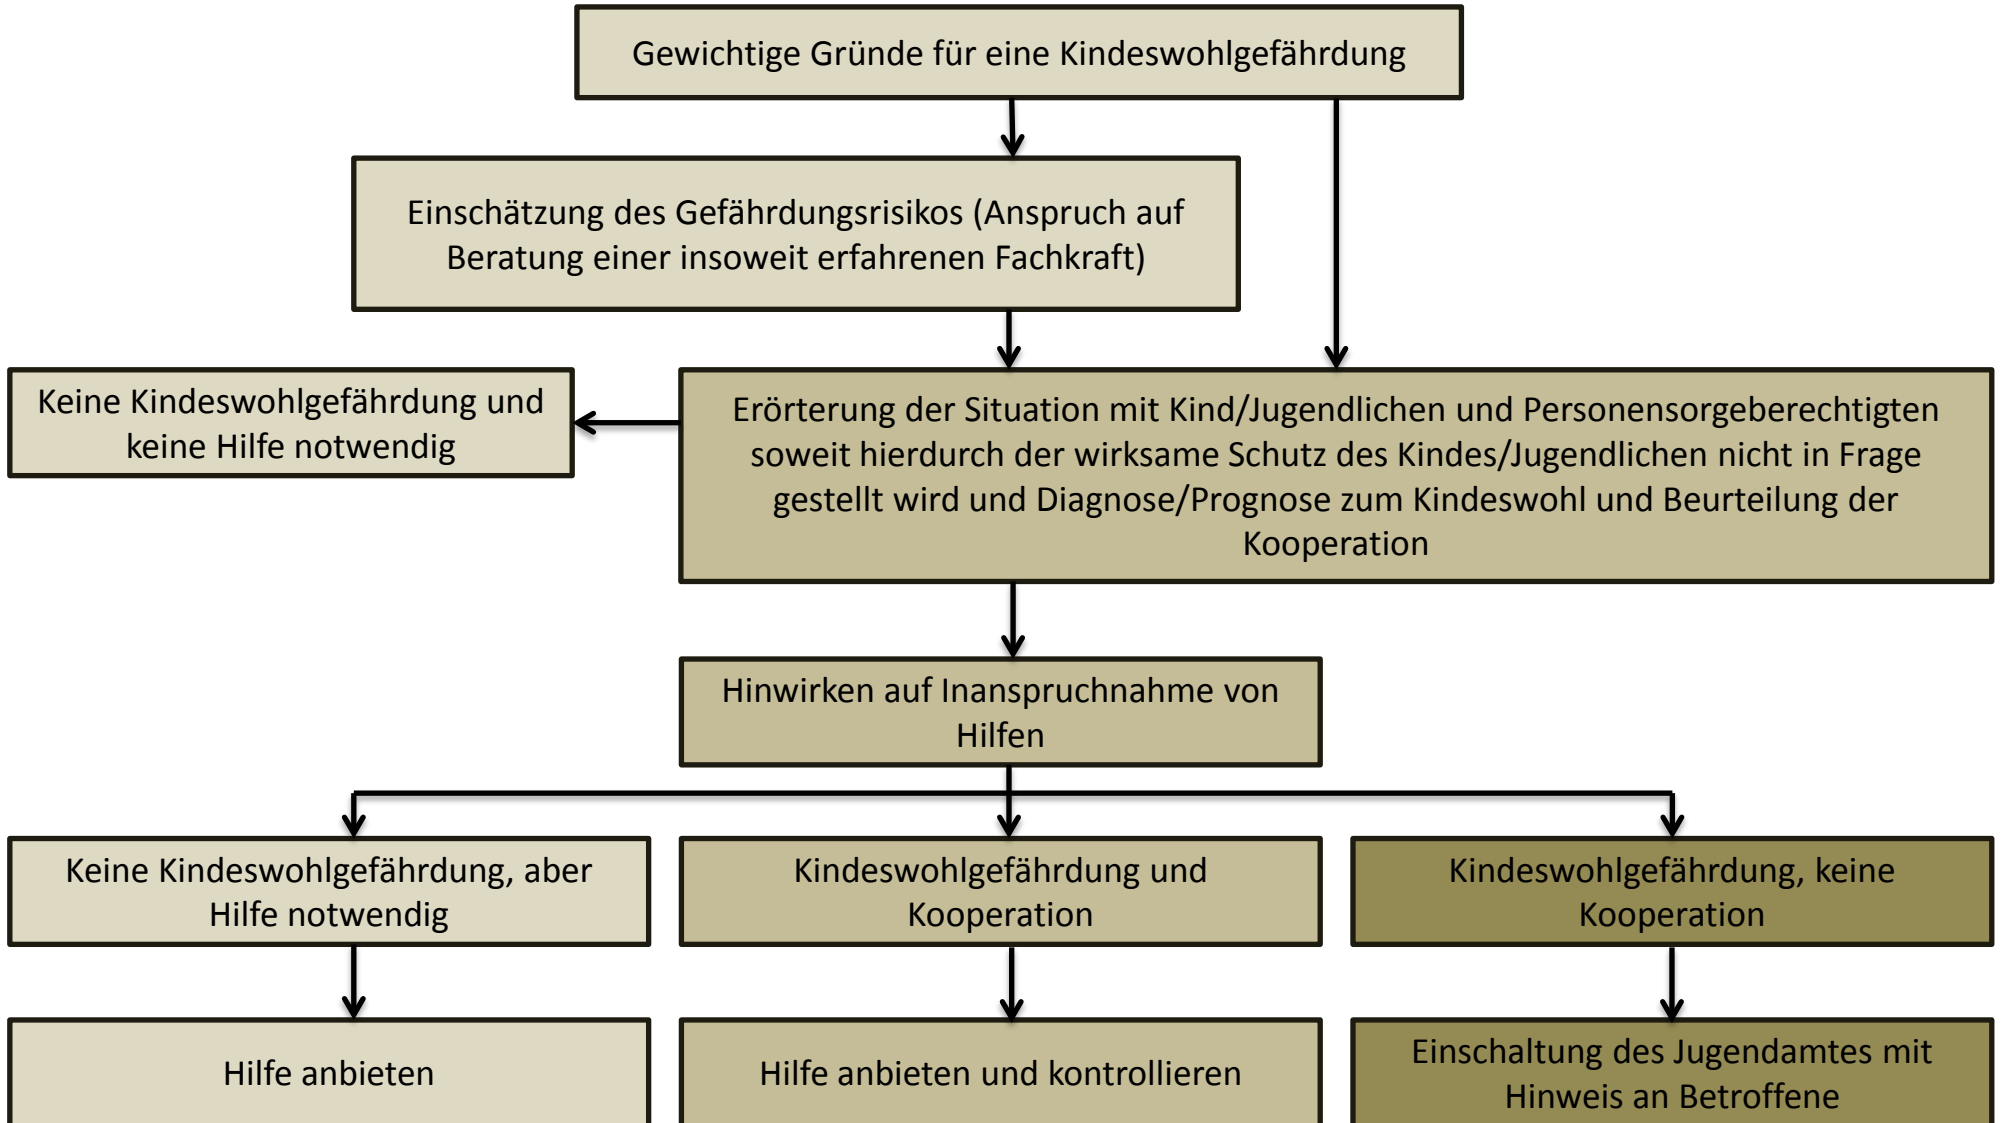 Gewichtige Gründe für eine Kindeswohlgefährdung
Einschätzung des Gefährdungsrisikos (Anspruch auf
Beratung einer insoweit erfahrenen Fachkraft)
Keine Kindeswohlgefährdung und
keine Hilfe notwendig
Erörterung der Situation mit Kind/Jugendlichen und Personensorgeberechtigten
soweit hierdurch der wirksame Schutz des Kindes/Jugendlichen nicht in Frage
gestellt wird und Diagnose/Prognose zum Kindeswohl und Beurteilung der
Kooperation
Hinwirken auf Inanspruchnahme von
Hilfen
Keine Kindeswohlgefährdung, aber
Hilfe notwendig
Kindeswohlgefährdung und
Kooperation
Kindeswohlgefährdung, keine
Kooperation
Hilfe anbieten
Hilfe anbieten und kontrollieren
Einschaltung des Jugendamtes mit
Hinweis an Betroffene